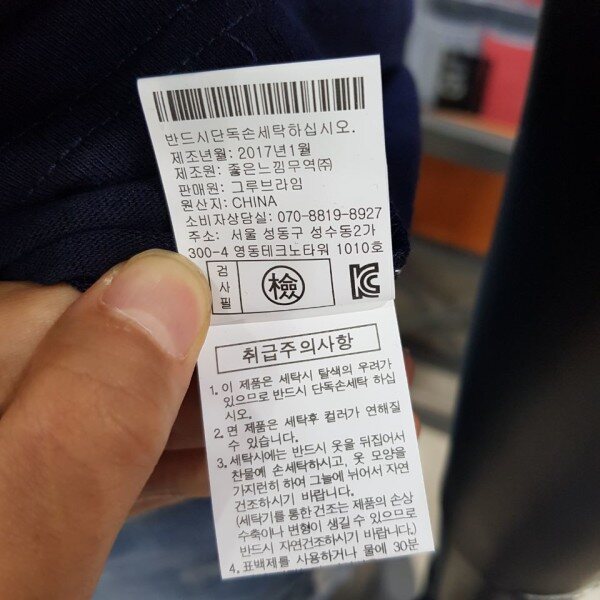 반드시단독손세탁하십시오.
제조년월: 2017년1월
제조원: 좋은느낌무역㈜
판매원: 그루브라임
원산지: CHINA
소비자상담실: 070-8819-8927
주소: 서울 성동구 성수동2가
300-4 영동테크노타워 1010호
검사필 檢
취급주의사항
1. 이 제품은 세탁시 탈색의 우려가
있으므로 반드시 단독손세탁 하십
시오.
2. 면 제품은 세탁후 컬러가 연해질
수 있습니다.
3. 세탁시에는 반드시 옷을 뒤집어서
찬물에 손세탁하시고, 옷 모양을
가지런히 하여 그늘에 뉘어서 자연
건조하시기 바랍니다.
(세탁기를 통한건조는 제품의 손상
수축이나 변형이 생길 수 있으므로
반드시 자연건조하시기 바랍니다.)
4. 표백제를 사용하거나 물에 30분